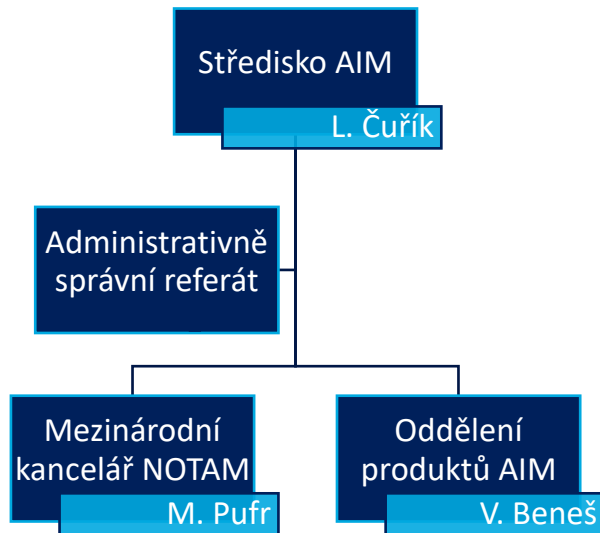 Středisko AIM
L. Čuřík
Administrativně
správní referát
Mezinárodní
kancelář NOTAM
M. Pufr
Oddělení
produktů AIM
V. Beneš